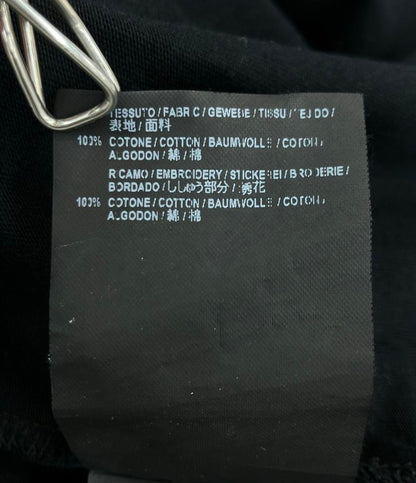 TESSUTO / FABRIC / GEWEBE / TISSU / TEJIDO /
表地 / 面料
100% COTONE / COTTON / BAUMWOLLE / COTON /
ALGODON / 綿 / 棉
RICAMO / EMBROIDERY / STICKEREI / BRODERIE /
BORDADO / ししゅう部分 / 绣花
100% COTONE / COTTON / BAUMWOLLE / COTON /
ALGODON / 綿 / 棉